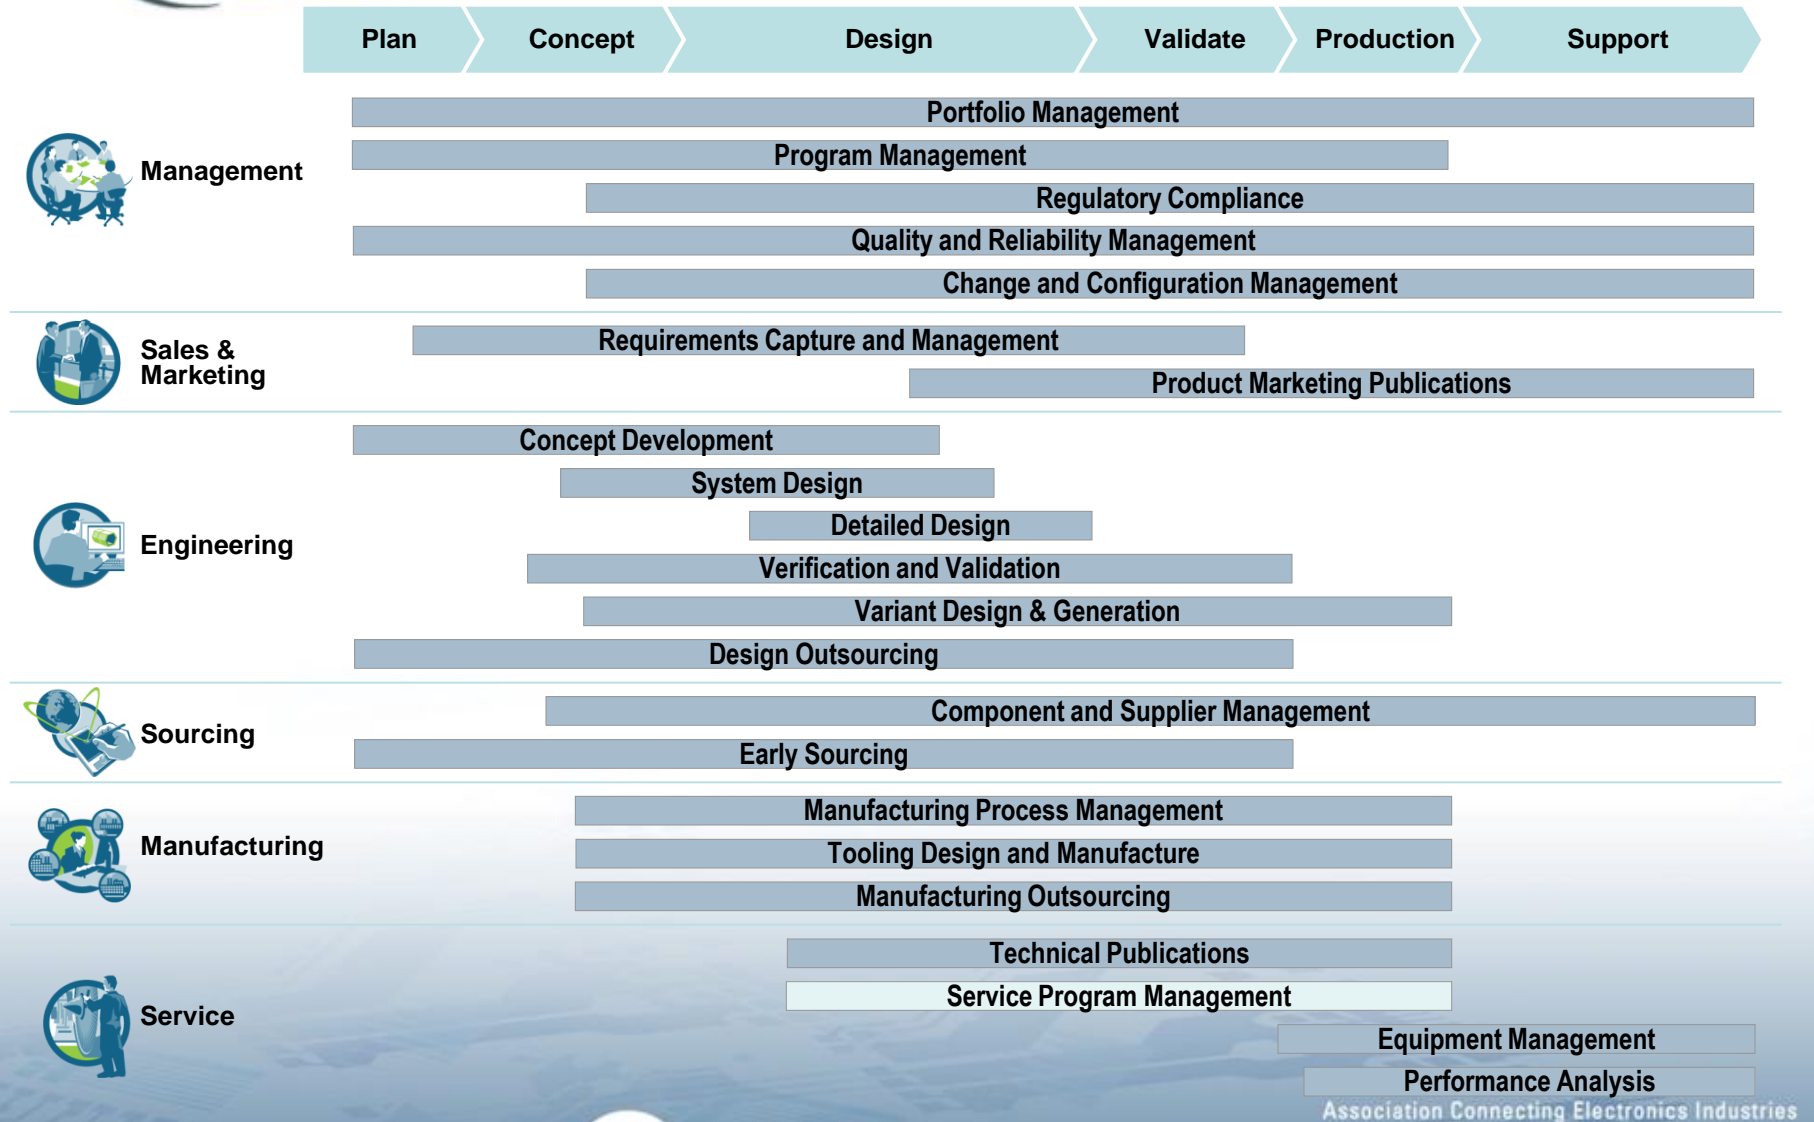 Plan
Concept
Design
Validate
Production
Support
Management
Portfolio Management
Program Management
Regulatory Compliance
Quality and Reliability Management
Change and Configuration Management
Sales &
Marketing
Requirements Capture and Management
Product Marketing Publications
Engineering
Concept Development
System Design
Detailed Design
Verification and Validation
Variant Design & Generation
Design Outsourcing
Sourcing
Component and Supplier Management
Early Sourcing
Manufacturing
Manufacturing Process Management
Tooling Design and Manufacture
Manufacturing Outsourcing
Service
Technical Publications
Service Program Management
Equipment Management
Performance Analysis
Association Connecting Electronics Industries